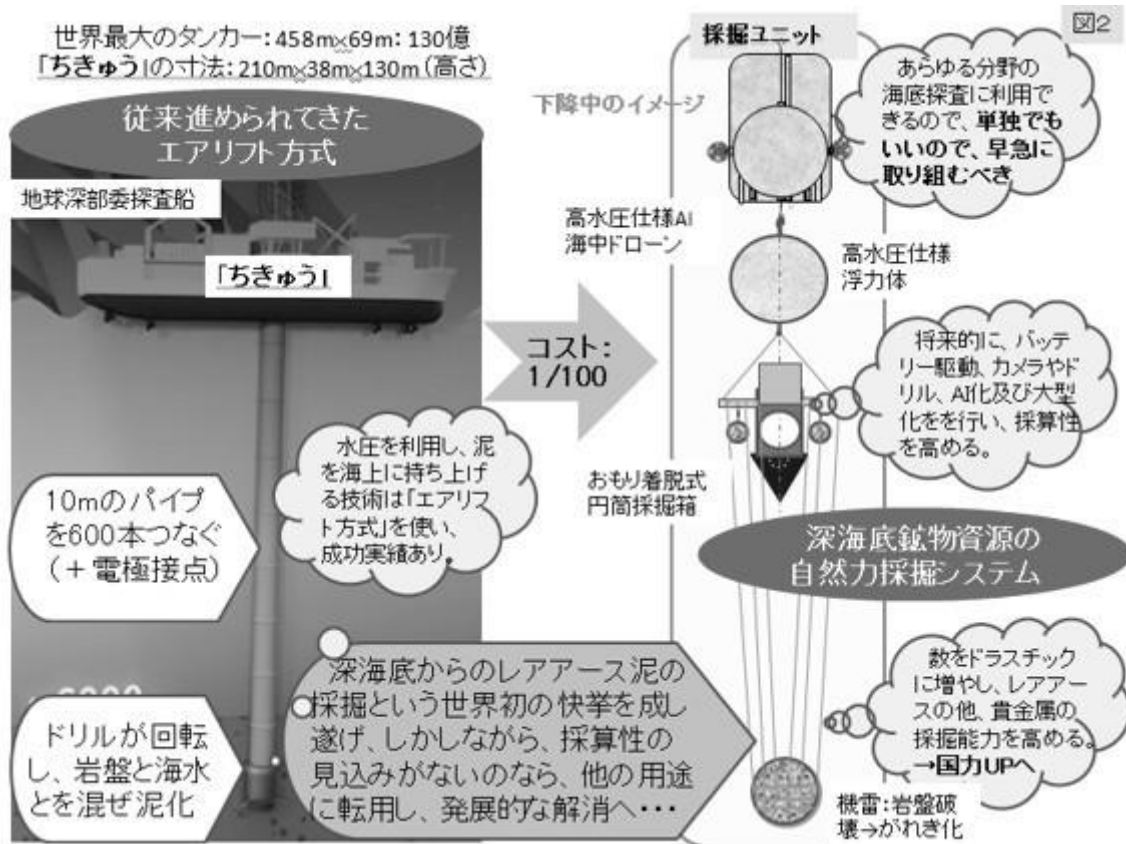 世界最大のタンカー：458m×69m：130億
「ちきゅう」の寸法：210m×38m×130m（高さ）
従来進められてきた
エアリフト方式
地球深部委探査船
「ちきゅう」
10mのパイプ
を600本つなぐ
（＋電極接点）
水圧を利用し、泥
を海上に持ち上げ
る技術は「エアリフ
ト方式」を使い、
成功実績あり。
ドリルが回転
し、岩盤と海水
とを混ぜ泥化
深海底からのレアアース泥の
採掘という世界初の快挙を成し
遂げ、しかしながら、採算性の
見込みがないのなら、他の用途
に転用し、発展的な解消へ・・・
コスト：
1/100
図2
採掘ユニット
下降中のイメージ
あらゆる分野の
海底探査に利用で
きるので、単独でも
いいので、早急に
取り組むべき
高水圧仕様AI
海中ドローン
高水圧仕様
浮力体
将来的に、バッテ
リー駆動、カメラやド
リル、AI化及び大型
化をを行い、採算性
を高める。
おもり着脱式
円筒採掘箱
深海底鉱物資源の
自然力採掘システム
数をドラスチック
に増やし、レアアー
スの他、貴金属の
採掘能力を高める。
→国力UPへ
機雷：岩盤破
壊→がれき化